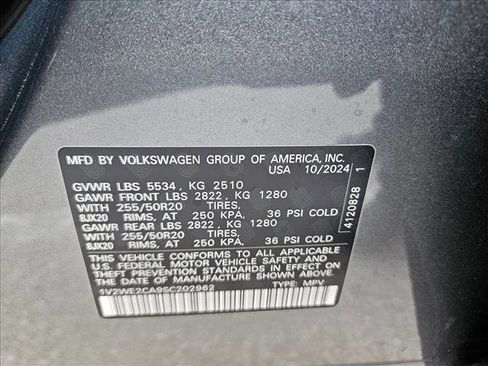 MFD BY VOLKSWAGEN GROUP OF AMERICA, INC.
USA 10/2024
GVWR LBS 5534, KG 2510
GAWR FRONT LBS 2822, KG 1280
WITH 255/50R20 TIRES,
8JX20 RIMS, AT 250 KPA, 36 PSI COLD
GAWR REAR LBS 2822, KG 1280
WITH 255/50R20 TIRES,
8JX20 RIMS, AT 250 KPA, 36 PSI COLD
THIS VEHICLE CONFORMS TO ALL APPLICABLE
U.S. FEDERAL MOTOR VEHICLE SAFETY AND
THEFT PREVENTION STANDARDS IN EFFECT ON THE
DATE OF MANUFACTURE SHOWN ABOVE.
1V2WE2CA9SC202962 TYPE: MPV
4120828 1